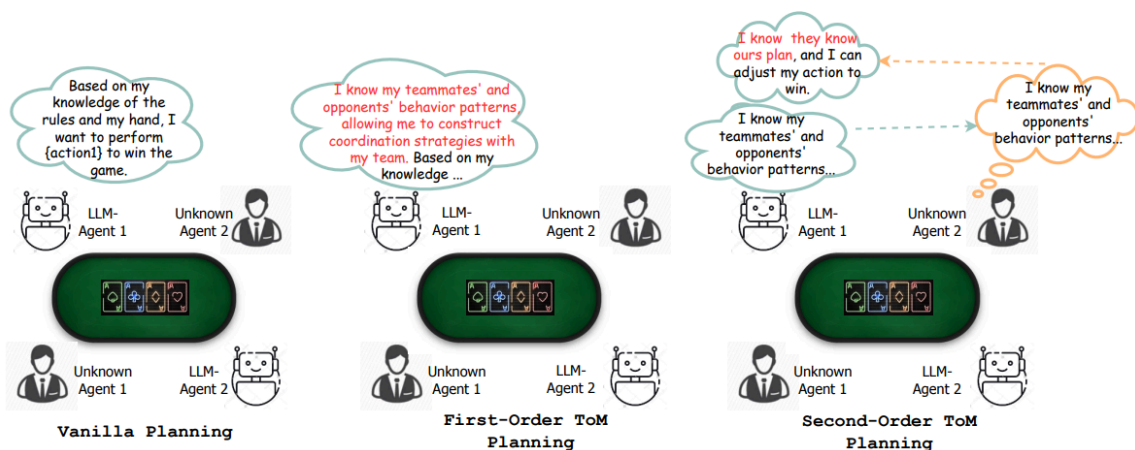 Based on my
knowledge of the
rules and my hand, I
want to perform
{action1} to win the
game.
LLM-
Agent 1
Unknown
Agent 2
Unknown
Agent 1
LLM-
Agent 2
Vanilla Planning
I know my teammates' and
opponents' behavior patterns,
allowing me to construct
coordination strategies with
my team. Based on my
knowledge ...
LLM-
Agent 1
Unknown
Agent 2
Unknown
Agent 1
LLM-
Agent 2
First-Order ToM
Planning
I know they know
ours plan, and I can
adjust my action to
win.
I know my
teammates' and
opponents'
behavior patterns...
I know my
teammates' and
opponents'
behavior patterns...
LLM-
Agent 1
Unknown
Agent 2
Unknown
Agent 1
LLM-
Agent 2
Second-Order ToM
Planning